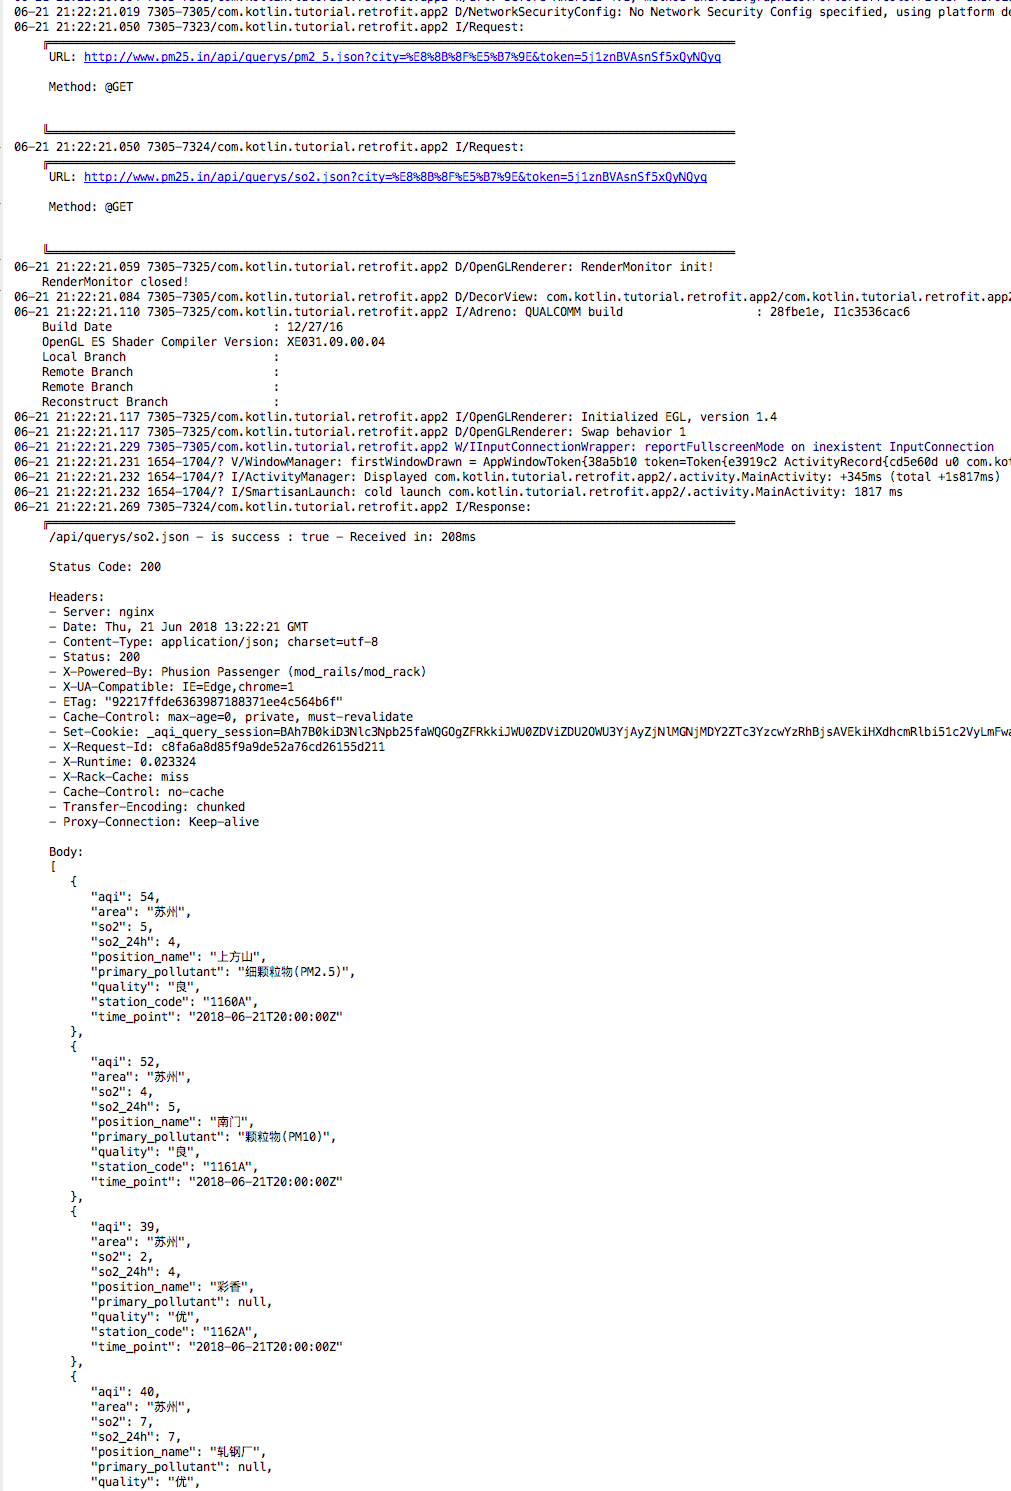 06-21 21:22:21.019 7305-7305/com.kotlin.tutorial.retrofit.app2 D/NetworkSecurityConfig: No Network Security Config specified, using platform de
06-21 21:22:21.050 7305-7323/com.kotlin.tutorial.retrofit.app2 I/Request:
╔══════════════════════════════════════════════════
URL: http://www.pm25.in/api/querys/pm2_5.json?city=%E8%8B%8F%E5%B7%9E&token=5j1znBVAsnSf5xQyNQyq
Method: @GET
╚══════════════════════════════════════════════════
06-21 21:22:21.050 7305-7324/com.kotlin.tutorial.retrofit.app2 I/Request:
╔══════════════════════════════════════════════════
URL: http://www.pm25.in/api/querys/so2.json?city=%E8%8B%8F%E5%B7%9E&token=5j1znBVAsnSf5xQyNQyq
Method: @GET
╚══════════════════════════════════════════════════
06-21 21:22:21.059 7305-7325/com.kotlin.tutorial.retrofit.app2 D/OpenGLRenderer: RenderMonitor init!
RenderMonitor closed!
06-21 21:22:21.084 7305-7305/com.kotlin.tutorial.retrofit.app2 D/DecorView: com.kotlin.tutorial.retrofit.app2/com.kotlin.tutorial.retrofit.app2
06-21 21:22:21.110 7305-7325/com.kotlin.tutorial.retrofit.app2 I/Adreno: QUALCOMM build : 28fbe1e, I1c3536cac6
Build Date : 12/27/16
OpenGL ES Shader Compiler Version: XE031.09.00.04
Local Branch :
Remote Branch :
Remote Branch :
Reconstruct Branch :
06-21 21:22:21.117 7305-7325/com.kotlin.tutorial.retrofit.app2 I/OpenGLRenderer: Initialized EGL, version 1.4
06-21 21:22:21.117 7305-7325/com.kotlin.tutorial.retrofit.app2 D/OpenGLRenderer: Swap behavior 1
06-21 21:22:21.229 7305-7305/com.kotlin.tutorial.retrofit.app2 W/IInputConnectionWrapper: reportFullscreenMode on inexistent InputConnection
06-21 21:22:21.231 1654-1704/? V/WindowManager: firstWindowDrawn = AppWindowToken{38a5b10 token=Token{e3919c2 ActivityRecord{cd5e60d u0 com.kot
06-21 21:22:21.232 1654-1704/? I/ActivityManager: Displayed com.kotlin.tutorial.retrofit.app2/.activity.MainActivity: +345ms (total +1s817ms)
06-21 21:22:21.232 1654-1704/? I/SmartisanLaunch: cold launch com.kotlin.tutorial.retrofit.app2/.activity.MainActivity: 1817 ms
06-21 21:22:21.269 7305-7324/com.kotlin.tutorial.retrofit.app2 I/Response:
╔══════════════════════════════════════════════════
/api/querys/so2.json - is success : true - Received in: 208ms
Status Code: 200
Headers:
- Server: nginx
- Date: Thu, 21 Jun 2018 13:22:21 GMT
- Content-Type: application/json; charset=utf-8
- Status: 200
- X-Powered-By: Phusion Passenger (mod_rails/mod_rack)
- X-UA-Compatible: IE=Edge,chrome=1
- ETag: "92217ffde6363987188371ee4c564b6f"
- Cache-Control: max-age=0, private, must-revalidate
- Set-Cookie: _aqi_query_session=BAh7B0kiD3Nlc3Npb25faWQGOgZFRkkiJWU0ZDViZDU2OWU3YjAyZjNlMGNjMDY2ZTc3YzcwYzRhBjsAVEkiHXdhcmRlbi51c2VyLmFwa
- X-Request-Id: c8fa6a8d85f9a9de52a76cd26155d211
- X-Runtime: 0.023324
- X-Rack-Cache: miss
- Cache-Control: no-cache
- Transfer-Encoding: chunked
- Proxy-Connection: Keep-alive
Body:
[
{
"aqi": 54,
"area": "苏州",
"so2": 5,
"so2_24h": 4,
"position_name": "上方山",
"primary_pollutant": "细颗粒物(PM2.5)",
"quality": "良",
"station_code": "1160A",
"time_point": "2018-06-21T20:00:00Z"
},
{
"aqi": 52,
"area": "苏州",
"so2": 4,
"so2_24h": 5,
"position_name": "南门",
"primary_pollutant": "颗粒物(PM10)",
"quality": "良",
"station_code": "1161A",
"time_point": "2018-06-21T20:00:00Z"
},
{
"aqi": 39,
"area": "苏州",
"so2": 2,
"so2_24h": 4,
"position_name": "彩香",
"primary_pollutant": null,
"quality": "优",
"station_code": "1162A",
"time_point": "2018-06-21T20:00:00Z"
},
{
"aqi": 40,
"area": "苏州",
"so2": 7,
"so2_24h": 7,
"position_name": "轧钢厂",
"primary_pollutant": null,
"quality": "优",